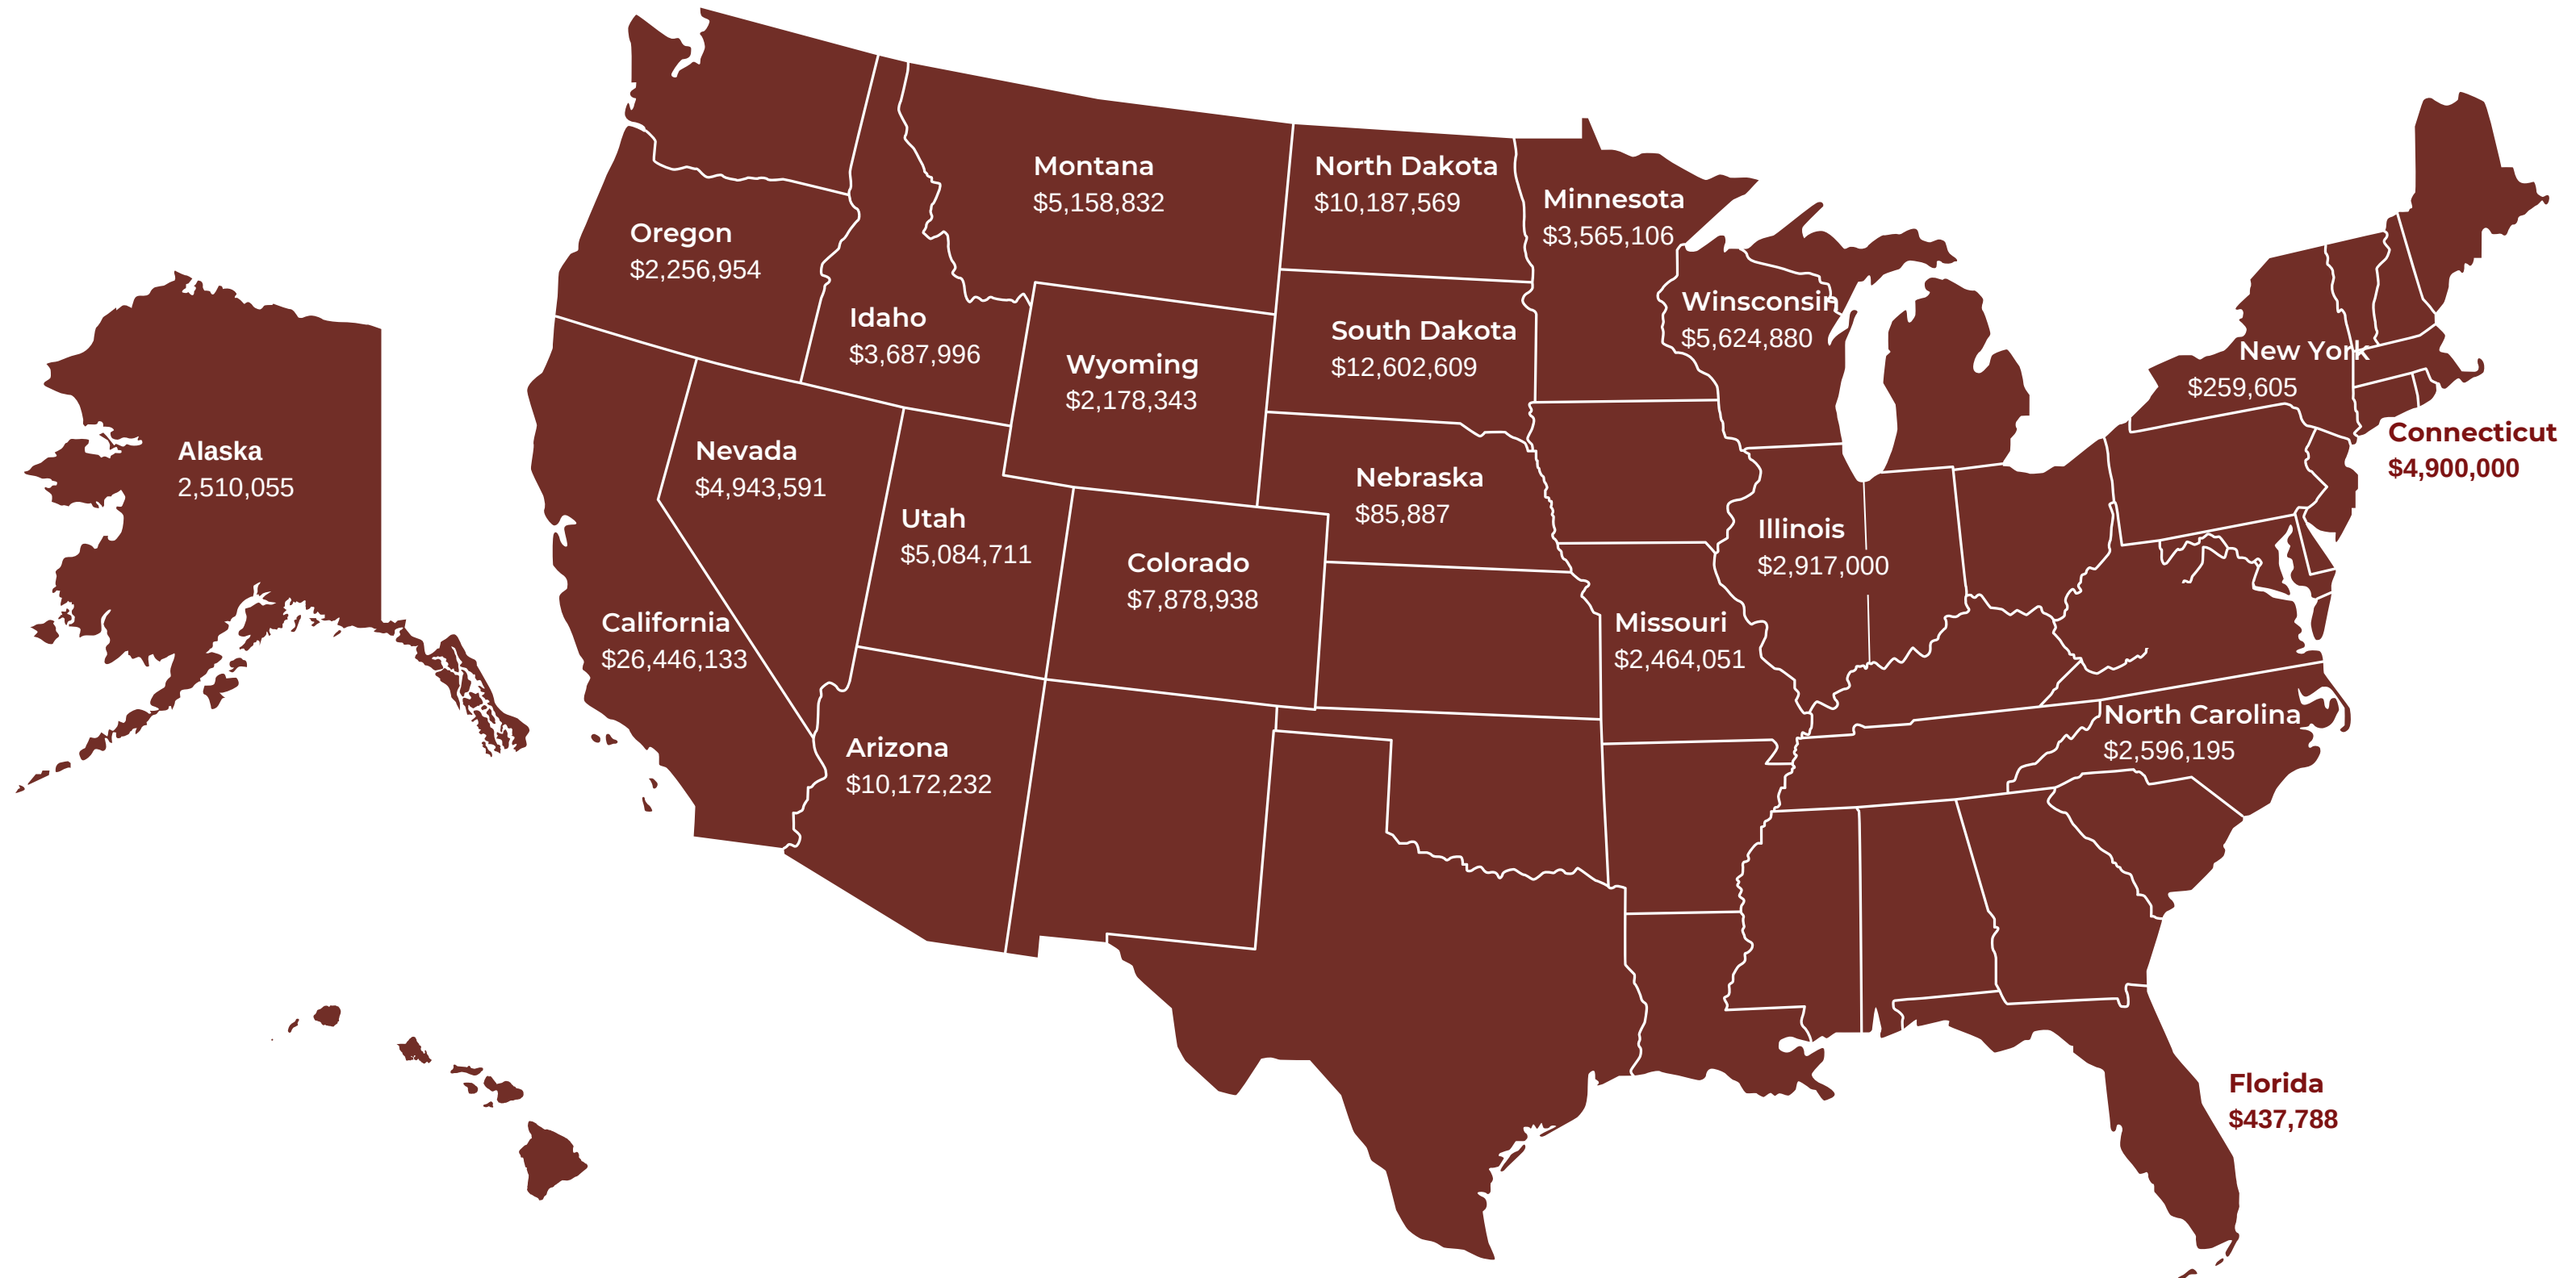 Montana
$5,158,832
North Dakota
$10,187,569
Minnesota
$3,565,106
Oregon
$2,256,954
Idaho
$3,687,996
Wyoming
$2,178,343
South Dakota
$12,602,609
Winsconsin
$5,624,880
New York
$259,605
Connecticut
$4,900,000
Alaska
2,510,055
Nevada
$4,943,591
Utah
$5,084,711
Colorado
$7,878,938
Nebraska
$85,887
Illinois
$2,917,000
California
$26,446,133
Missouri
$2,464,051
Arizona
$10,172,232
North Carolina
$2,596,195
Florida
$437,788